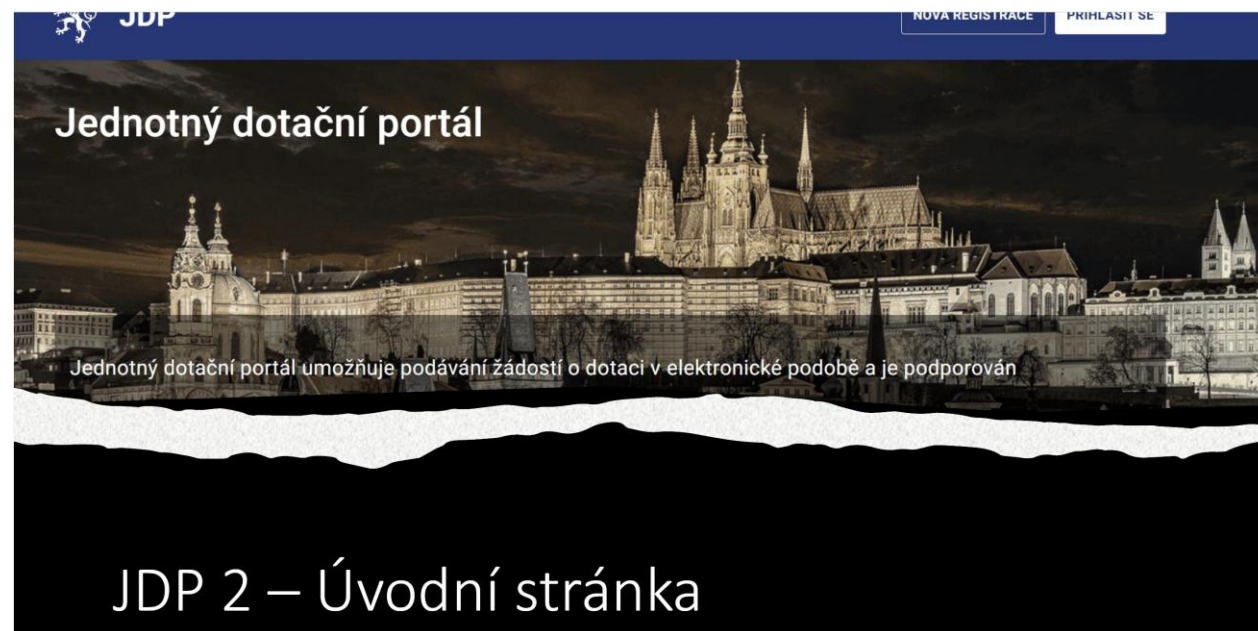 JDP
NOVÁ REGISTRACE
PŘIHLÁSIT SE
Jednotný dotační portál
Jednotný dotační portál umožňuje podávání žádostí o dotaci v elektronické podobě a je podporován
JDP 2 – Úvodní stránka